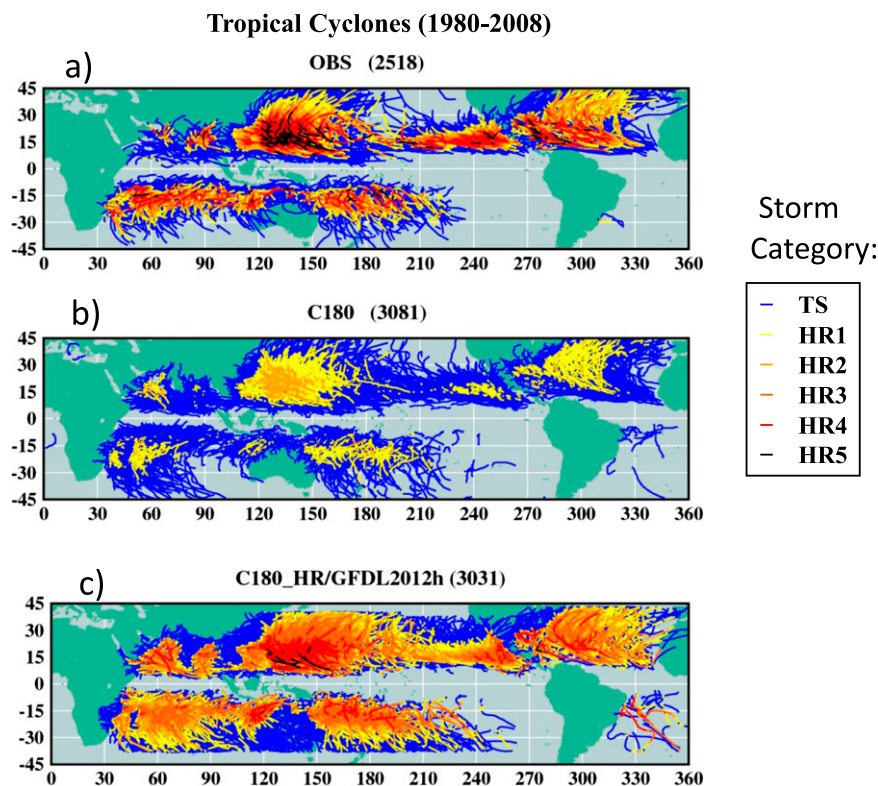 Tropical Cyclones (1980-2008)
a)
OBS (2518)
45
30
15
0
-15
-30
-45
0 30 60 90 120 150 180 210 240 270 300 330 360
b)
C180 (3081)
45
30
15
0
-15
-30
-45
0 30 60 90 120 150 180 210 240 270 300 330 360
c)
C180_HR/GFDL2012h (3031)
45
30
15
0
-15
-30
-45
0 30 60 90 120 150 180 210 240 270 300 330 360
Storm
Category:
TS
HR1
HR2
HR3
HR4
HR5